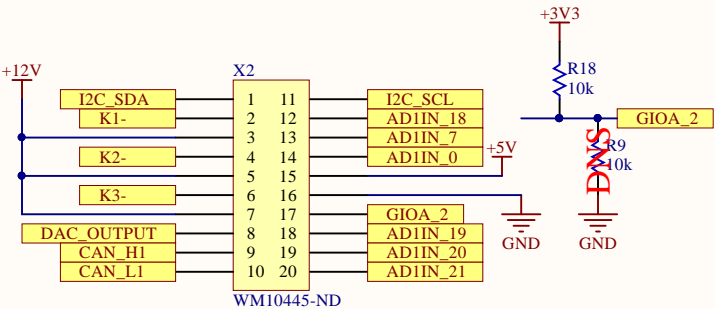 +3V3
R18
10k
+12V
X2
I2C_SDA 1 11 I2C_SCL
K1- 2 12 AD1IN_18 GIOA_2
3 13 AD1IN_7
K2- 4 14 AD1IN_0
+5V
R9
10k
DNS
5 15
K3- 6 16
7 17 GIOA_2
DAC_OUTPUT 8 18 AD1IN_19
CAN_H1 9 19 AD1IN_20
CAN_L1 10 20 AD1IN_21
GND GND
WM10445-ND